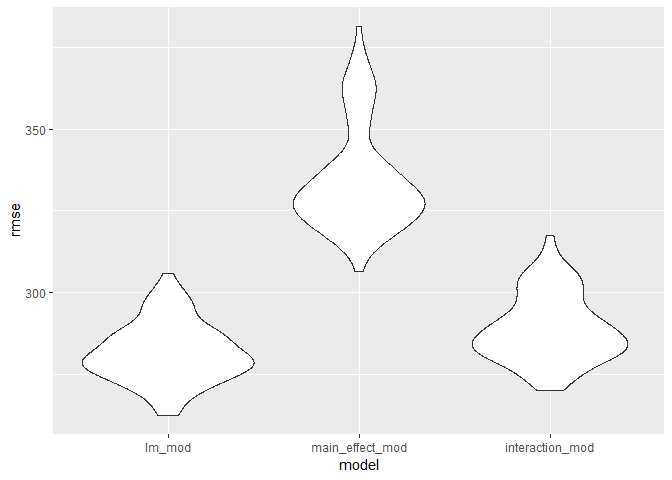 rmse
350
300
lm_mod
main_effect_mod
interaction_mod
model